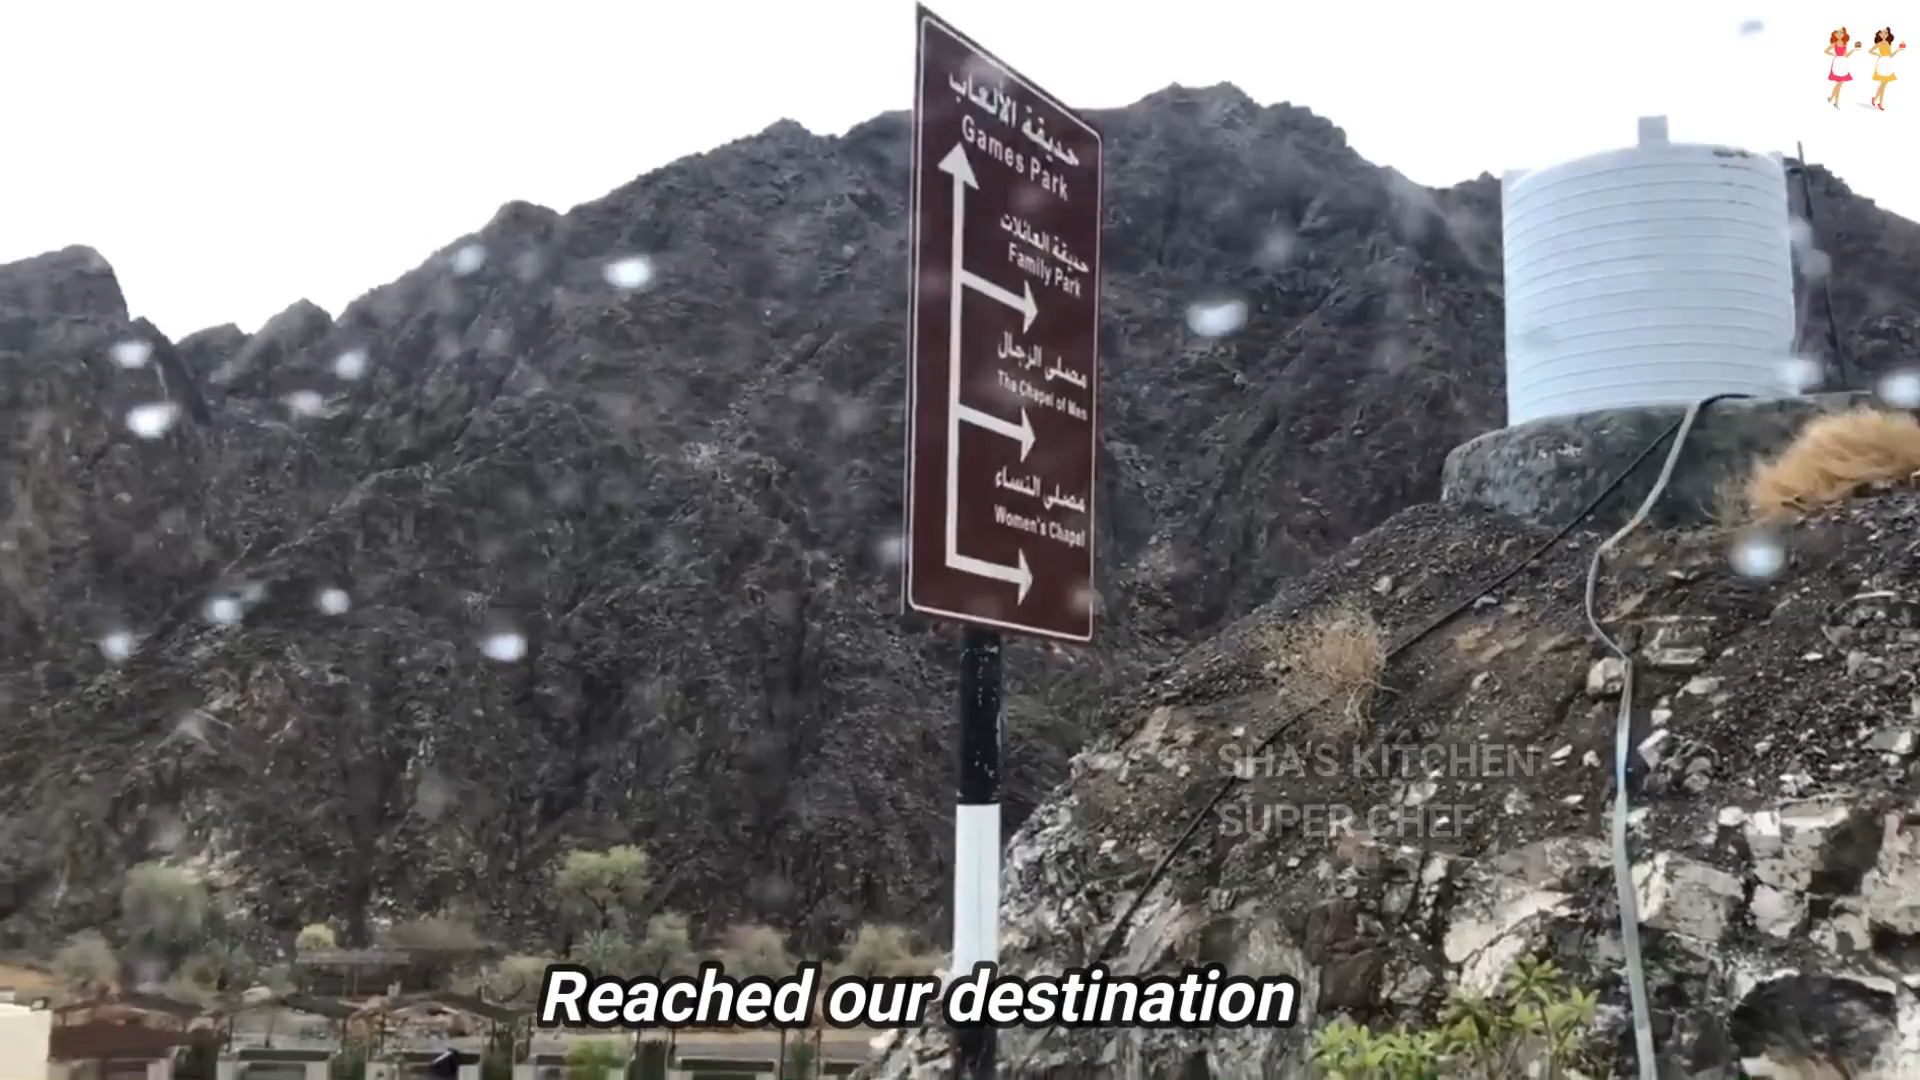 حديقة الألعاب
Games Park
حديقة العائلات
Family Park
مصلى الرجال
The Chapel of Men
مصلى النساء
Women's Chapel
SHA'S KITCHEN
SUPER CHEF
Reached our destination